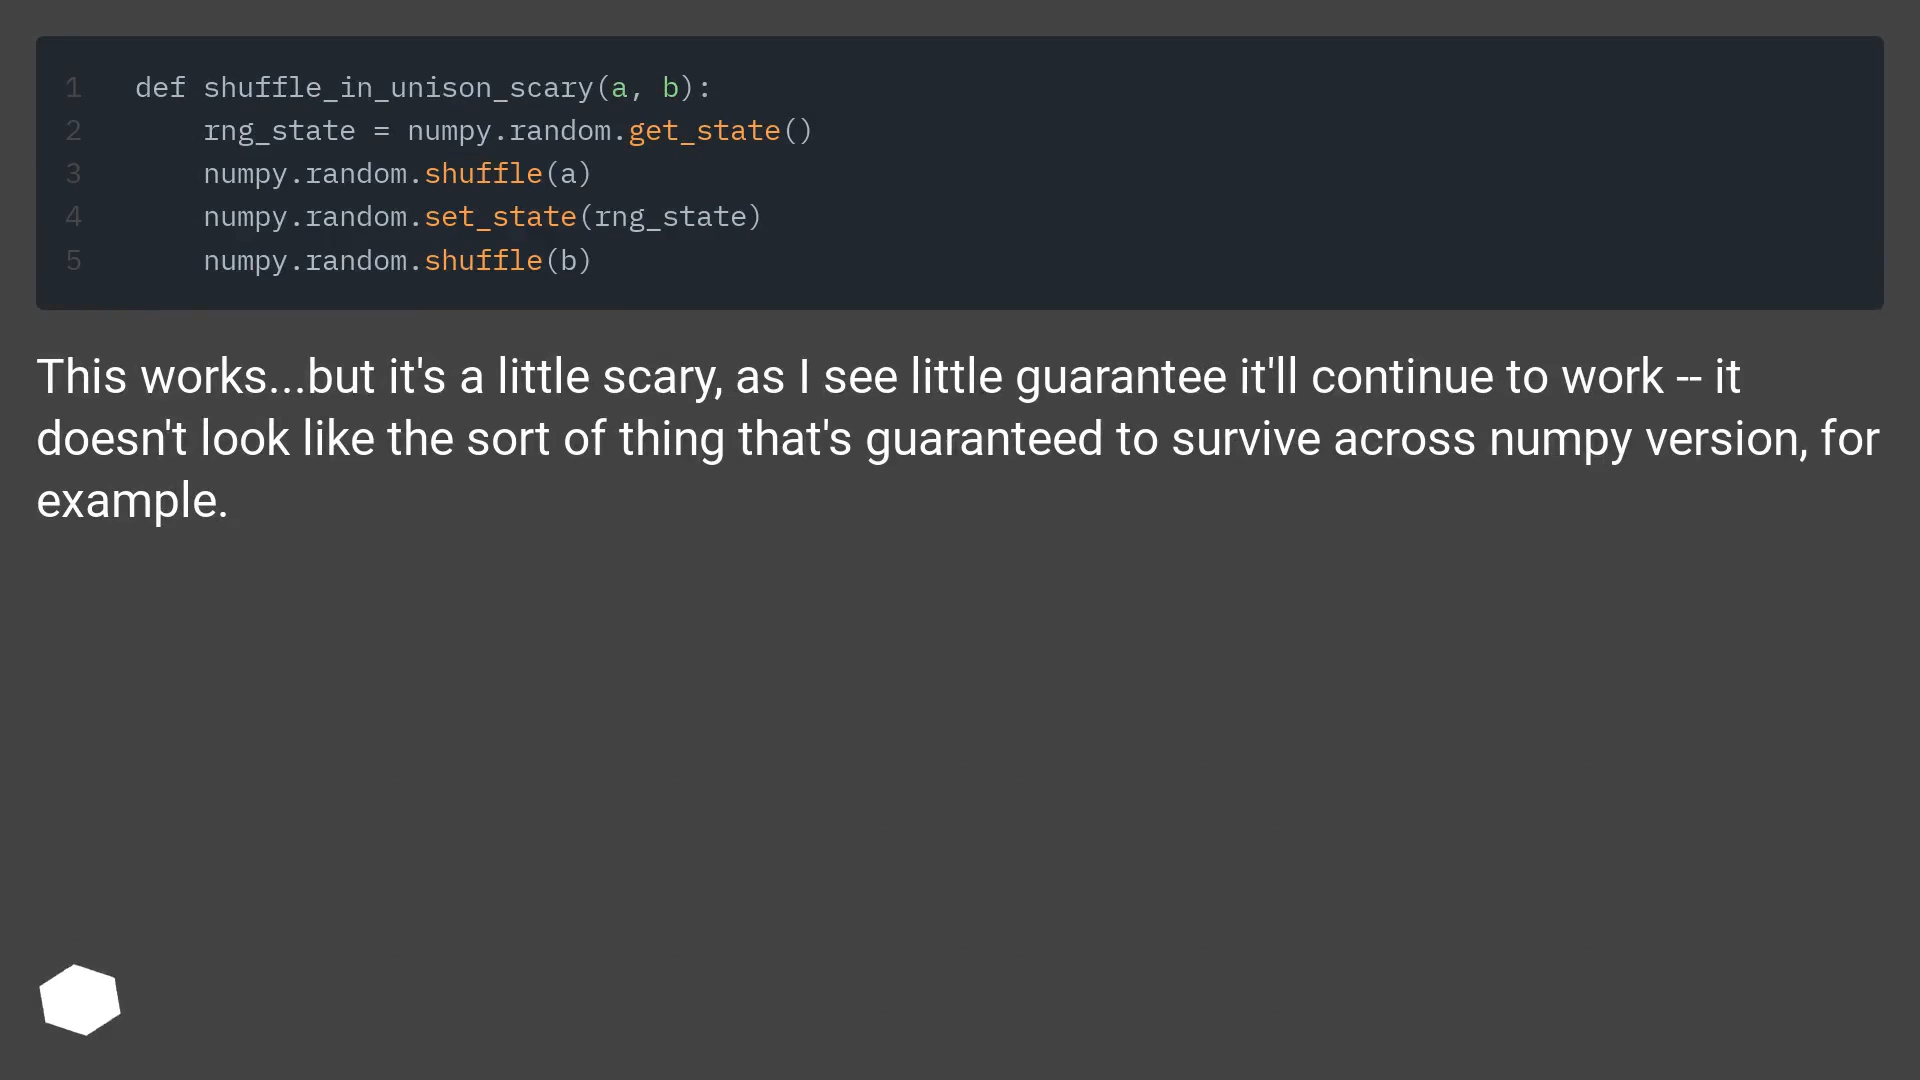 1 def shuffle_in_unison_scary(a, b):
2     rng_state = numpy.random.get_state()
3     numpy.random.shuffle(a)
4     numpy.random.set_state(rng_state)
5     numpy.random.shuffle(b)
This works...but it's a little scary, as I see little guarantee it'll continue to work -- it
doesn't look like the sort of thing that's guaranteed to survive across numpy version, for
example.